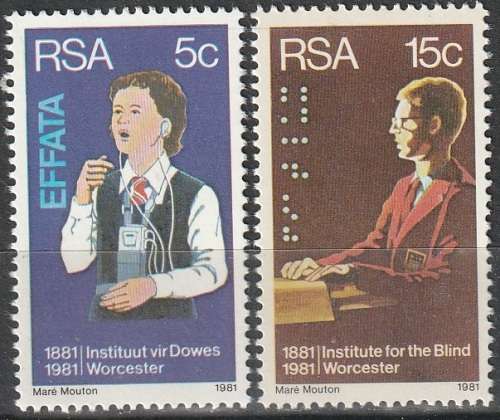 RSA 5c
EFFATA
1881 | Instituut vir Dowes
1981 | Worcester
Maré Mouton 1981
RSA 15c
1881 | Institute for the Blind
1981 | Worcester
Maré Mouton 1981